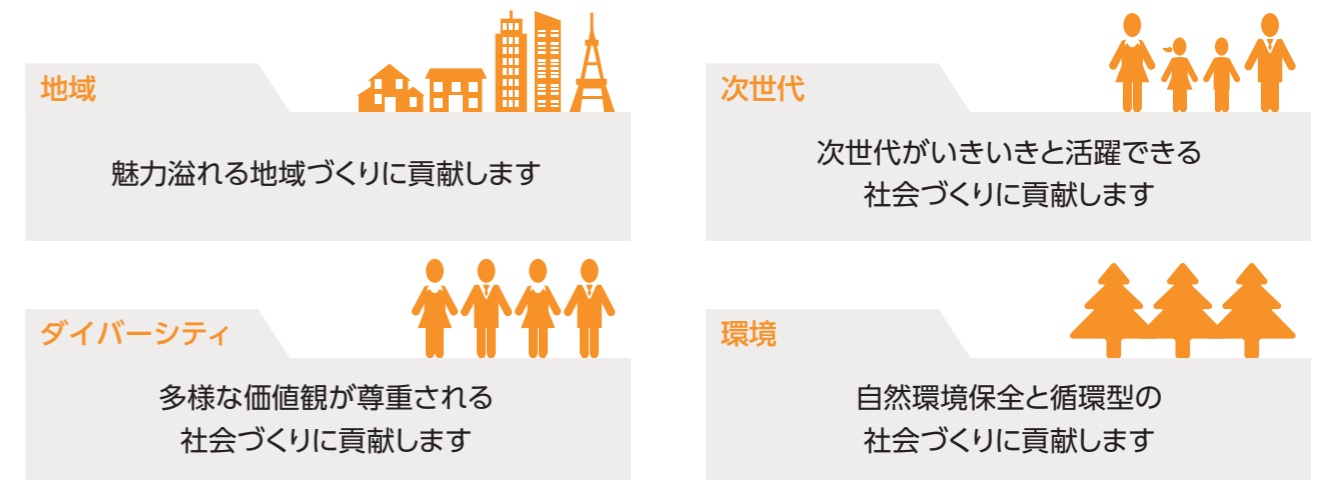 地域
魅力溢れる地域づくりに貢献します
次世代
次世代がいきいきと活躍できる
社会づくりに貢献します
ダイバーシティ
多様な価値観が尊重される
社会づくりに貢献します
環境
自然環境保全と循環型の
社会づくりに貢献します